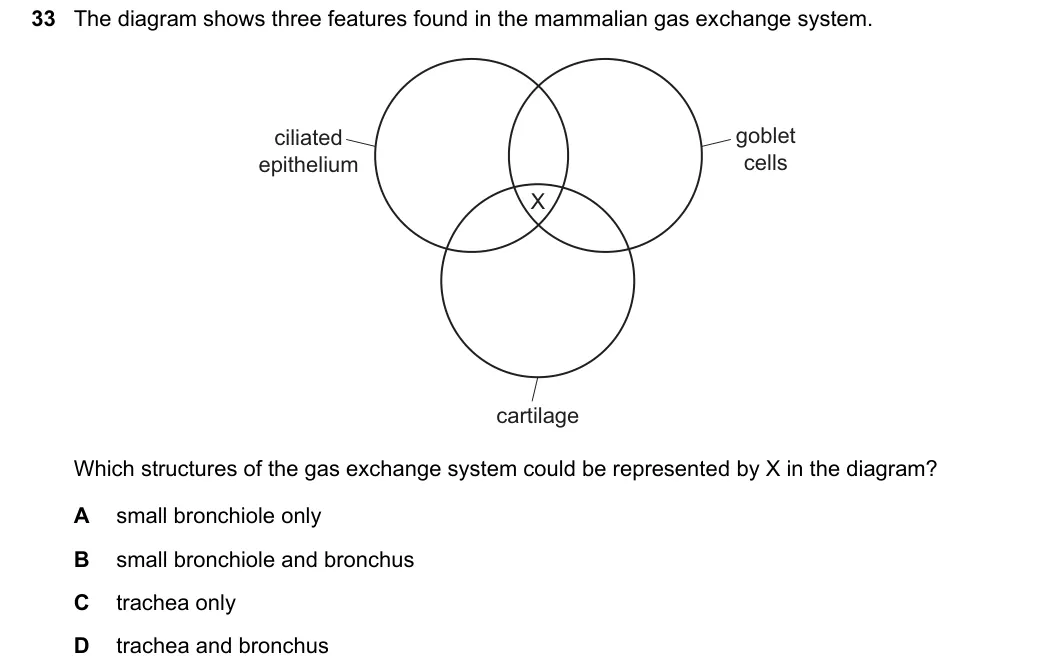 33 The diagram shows three features found in the mammalian gas exchange system.
ciliated
epithelium
goblet
cells
X
cartilage
Which structures of the gas exchange system could be represented by X in the diagram?
A small bronchiole only
B small bronchiole and bronchus
C trachea only
D trachea and bronchus